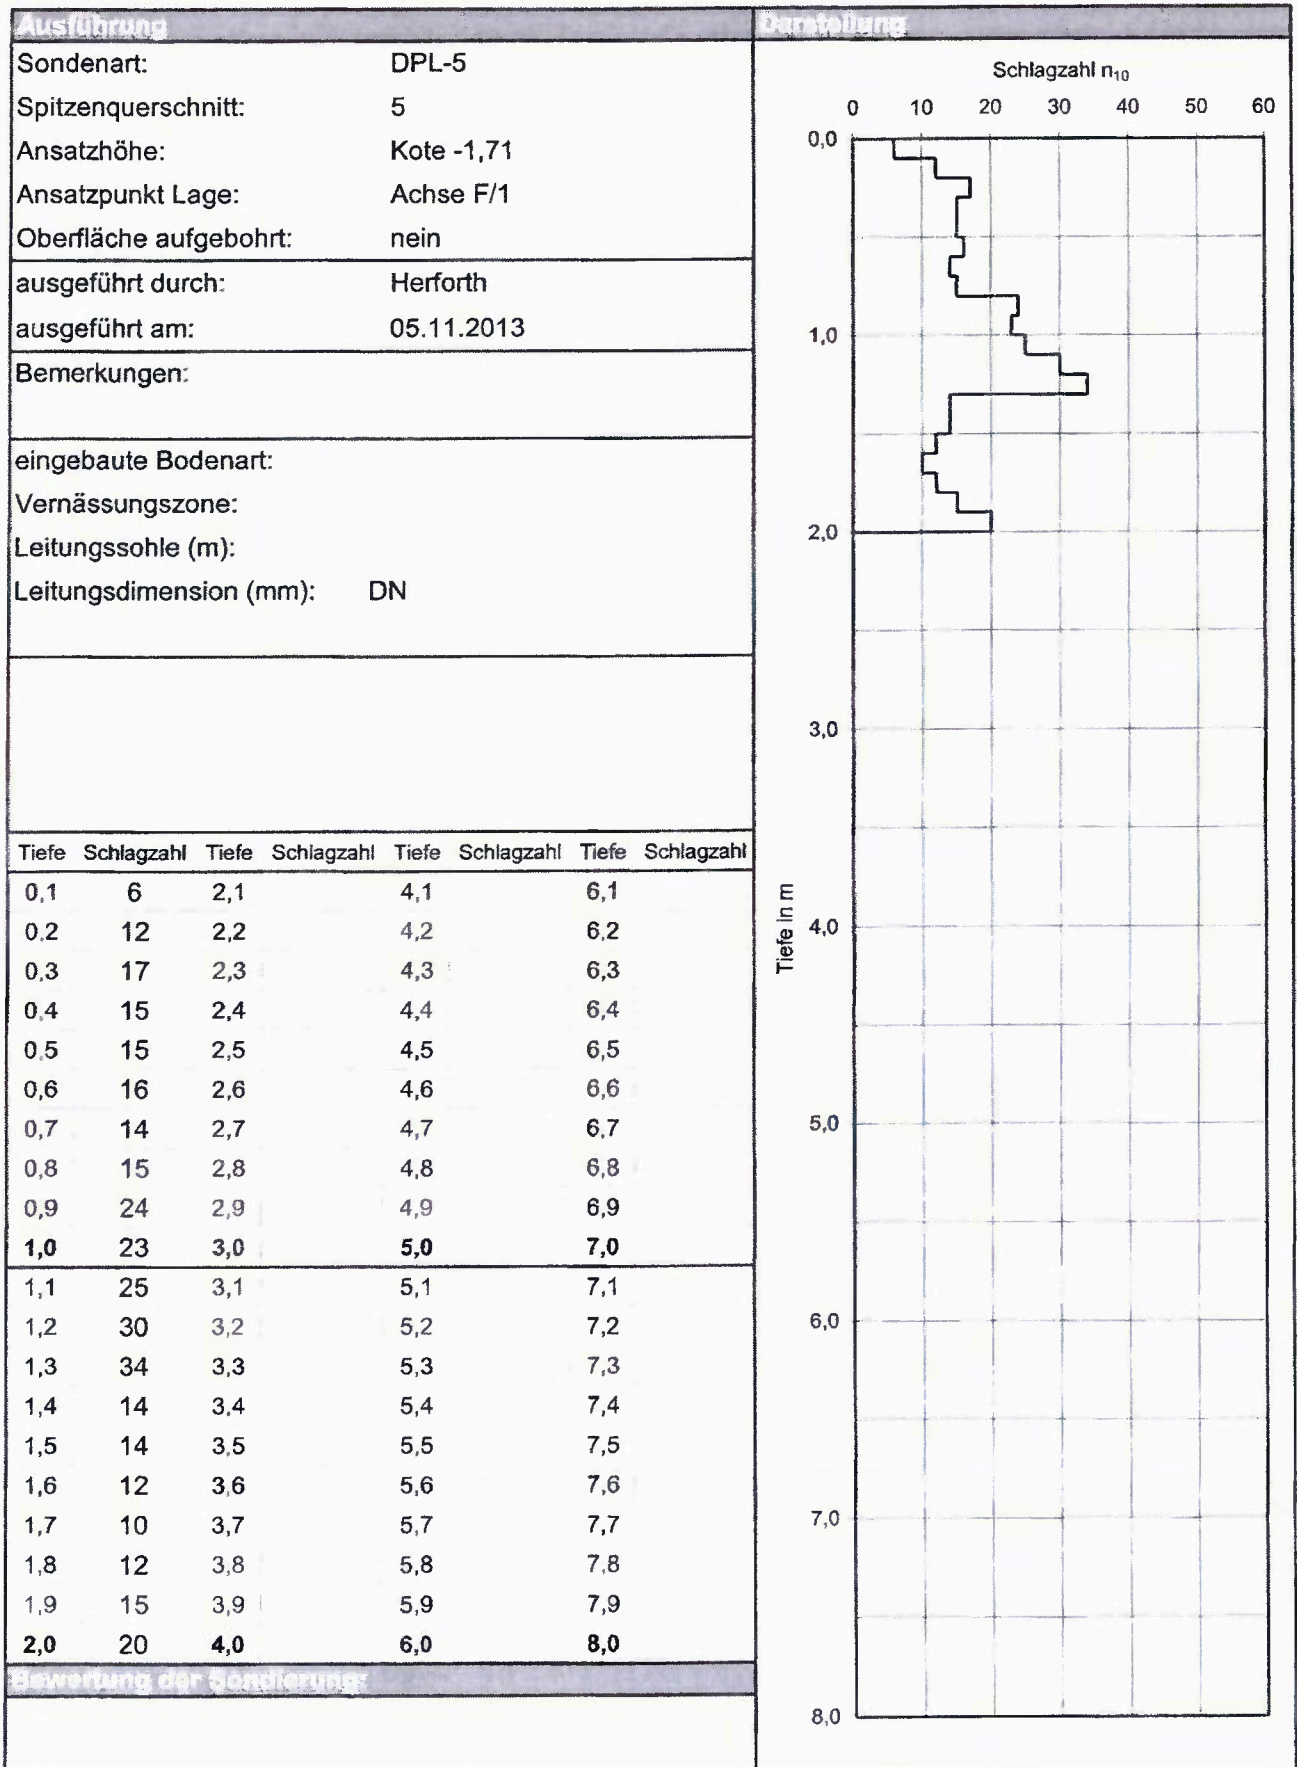 Ausführung
Sondenart: DPL-5
Spitzenquerschnitt: 5
Ansatzhöhe: Kote -1,71
Ansatzpunkt Lage: Achse F/1
Oberfläche aufgebohrt: nein
ausgeführt durch: Herforth
ausgeführt am: 05.11.2013
Bemerkungen:
eingebaute Bodenart:
Vernässungszone:
Leitungssohle (m):
Leitungsdimension (mm): DN
Tiefe Schlagzahl Tiefe Schlagzahl Tiefe Schlagzahl Tiefe Schlagzahl
0,1 6 2,1 4,1 6,1
0,2 12 2,2 4,2 6,2
0,3 17 2,3 4,3 6,3
0,4 15 2,4 4,4 6,4
0,5 15 2,5 4,5 6,5
0,6 16 2,6 4,6 6,6
0,7 14 2,7 4,7 6,7
0,8 15 2,8 4,8 6,8
0,9 24 2,9 4,9 6,9
1,0 23 3,0 5,0 7,0
1,1 25 3,1 5,1 7,1
1,2 30 3,2 5,2 7,2
1,3 34 3,3 5,3 7,3
1,4 14 3,4 5,4 7,4
1,5 14 3,5 5,5 7,5
1,6 12 3,6 5,6 7,6
1,7 10 3,7 5,7 7,7
1,8 12 3,8 5,8 7,8
1,9 15 3,9 5,9 7,9
2,0 20 4,0 6,0 8,0
Bewertung der Sondierung:
Darstellung
Schlagzahl n₁₀
0 10 20 30 40 50 60
0,0
1,0
2,0
3,0
4,0
5,0
6,0
7,0
8,0
Tiefe in m